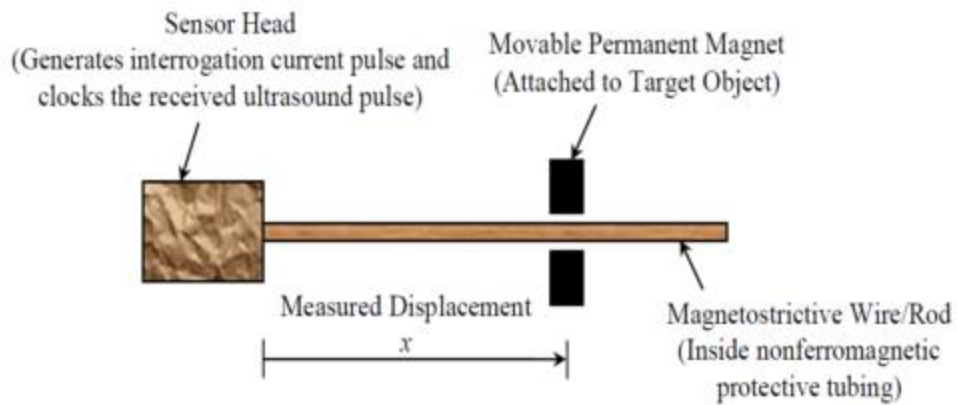 Sensor Head
(Generates interrogation current pulse and
clocks the received ultrasound pulse)
Movable Permanent Magnet
(Attached to Target Object)
Measured Displacement
x
Magnetostrictive Wire/Rod
(Inside nonferromagnetic
protective tubing)